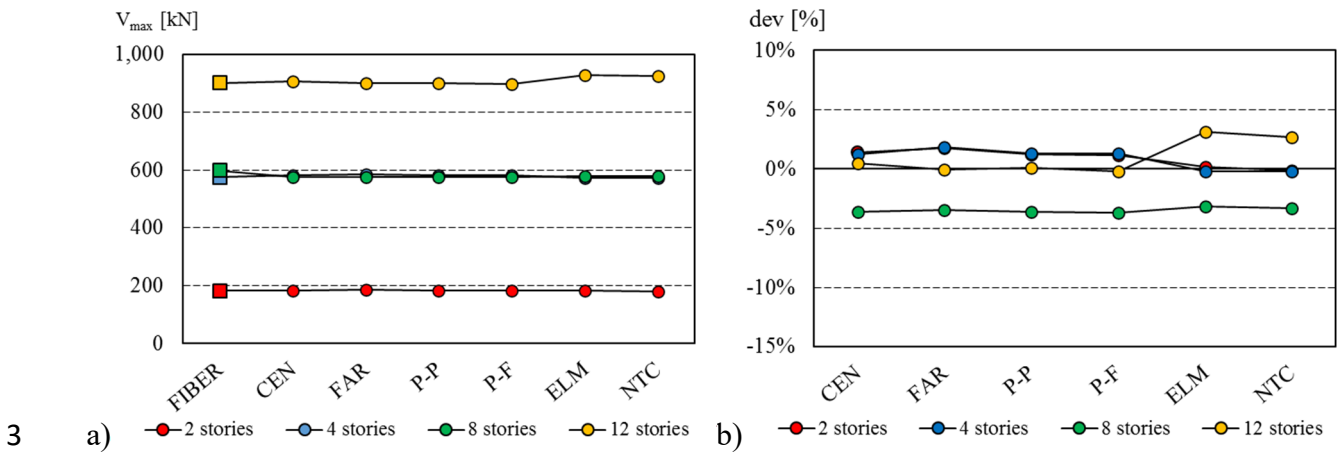 V_max [kN]
1,000
800
600
400
200
0
FIBER
CEN
FAR
P-P
P-F
ELM
NTC
3
a)
2 stories
4 stories
8 stories
12 stories
dev [%]
10%
5%
0%
-5%
-10%
-15%
CEN
FAR
P-P
P-F
ELM
NTC
b)
2 stories
4 stories
8 stories
12 stories